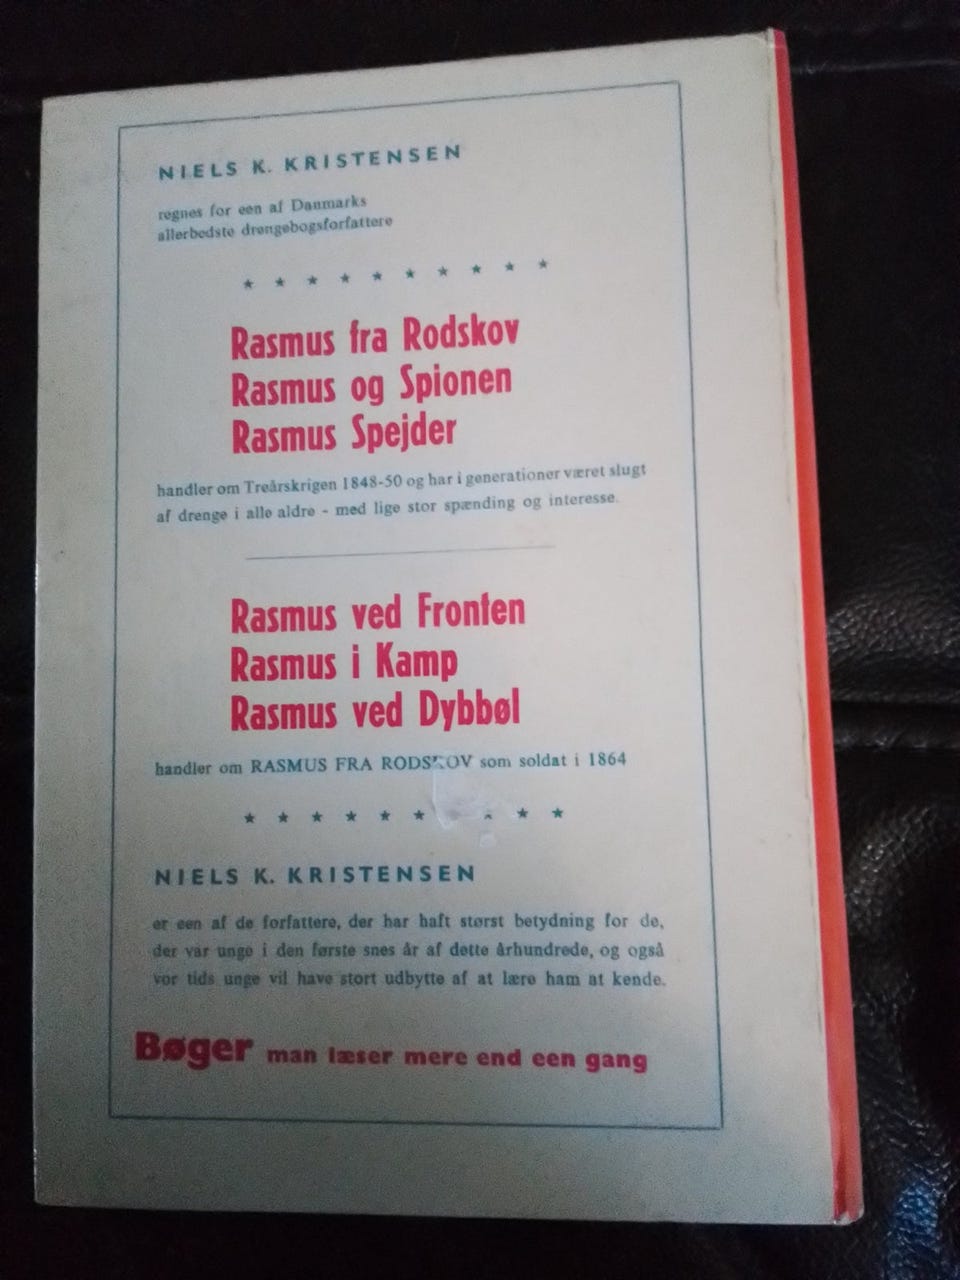 NIELS K. KRISTENSEN
regnes for een af Danmarks
allerbedste drengebogsforfattere
Rasmus fra Rodskov
Rasmus og Spionen
Rasmus Spejder
handler om Treårskrigen 1848-50 og har i generationer været slugt
af drenge i alle aldre - med lige stor spænding og interesse.
Rasmus ved Fronten
Rasmus i Kamp
Rasmus ved Dybbøl
handler om RASMUS FRA RODSKOV som soldat i 1864
NIELS K. KRISTENSEN
er een af de forfattere, der har haft størst betydning for de,
der var unge i den første snes år af dette århundrede, og også
vor tids unge vil have stort udbytte af at lære ham at kende.
Bøger man læser mere end een gang